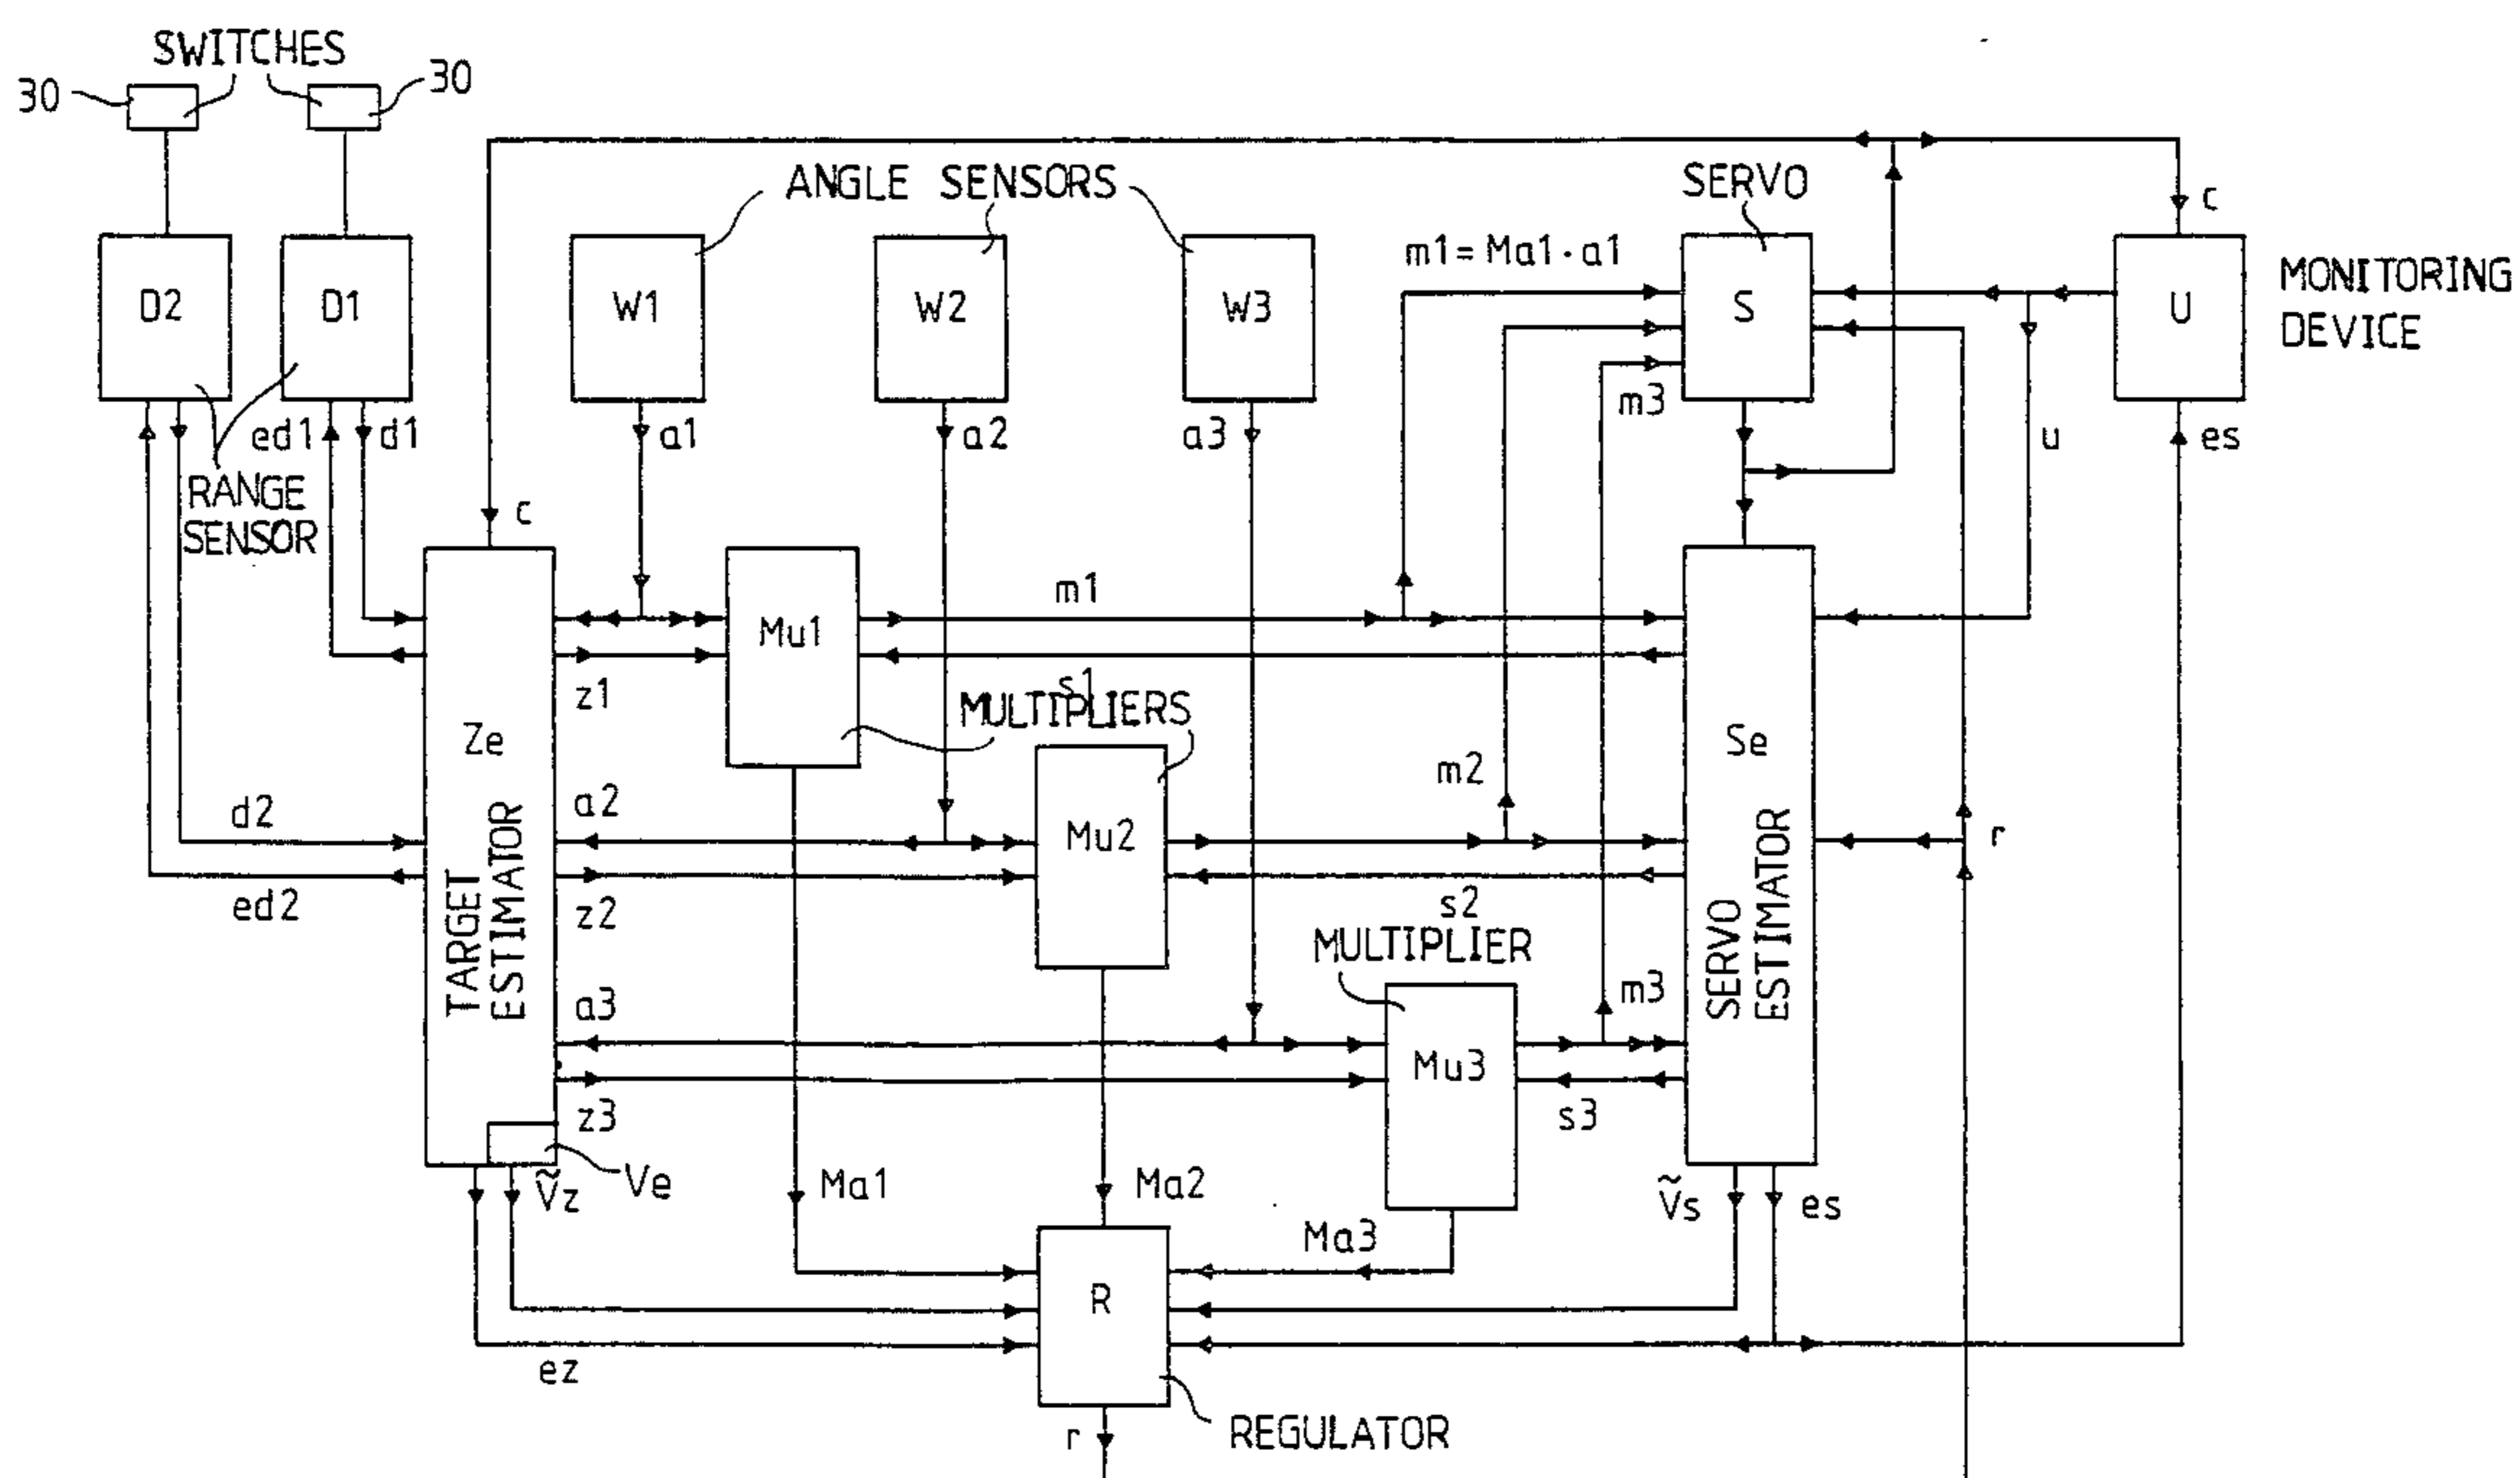 SWITCHES
30
30
ANGLE SENSORS
SERVO
c
D2
D1
W1
W2
W3
m1 = Ma1 · a1
S
U
MONITORING
DEVICE
m3
ed1
d1
a1
a2
a3
u
es
RANGE
SENSOR
c
m1
Mu1
z1
s1
MULTIPLIERS
Ze
Se
m2
a2
d2
Mu2
r
ed2
z2
s2
TARGET
ESTIMATOR
SERVO
ESTIMATOR
MULTIPLIER
a3
m3
Mu3
z3
s3
Ṽz
Ve
Ma1
Ma2
Ṽs
es
Ma3
R
ez
r
REGULATOR